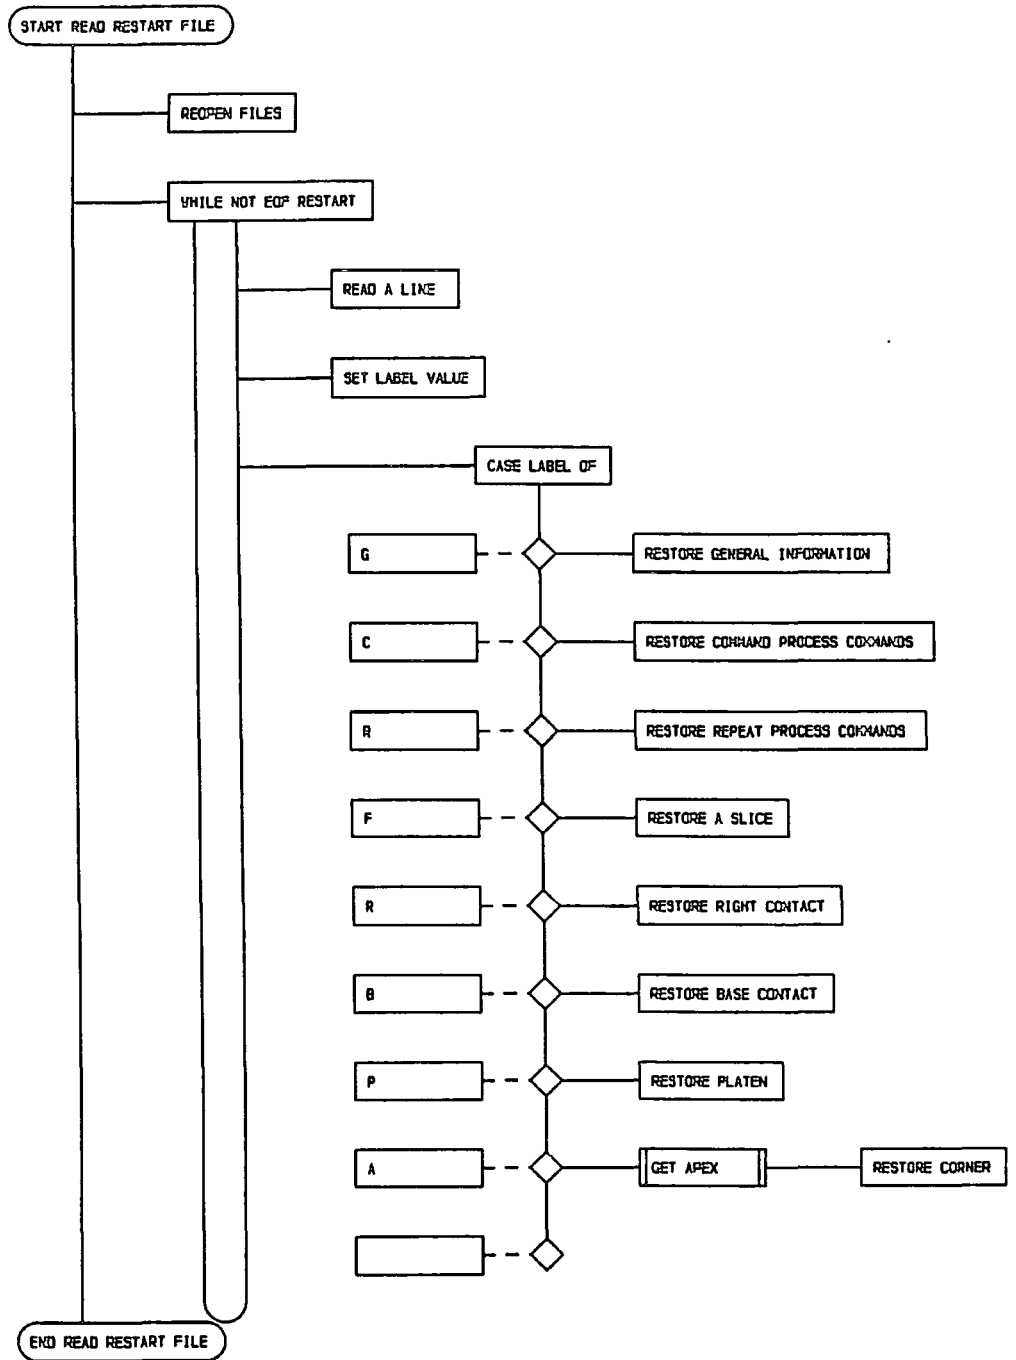 START READ RESTART FILE
REOPEN FILES
WHILE NOT EOF RESTART
READ A LINE
SET LABEL VALUE
CASE LABEL OF
G
RESTORE GENERAL INFORMATION
C
RESTORE COMMAND PROCESS COMMANDS
R
RESTORE REPEAT PROCESS COMMANDS
F
RESTORE A SLICE
R
RESTORE RIGHT CONTACT
B
RESTORE BASE CONTACT
P
RESTORE PLATEN
A
GET APEX
RESTORE CORNER
END READ RESTART FILE